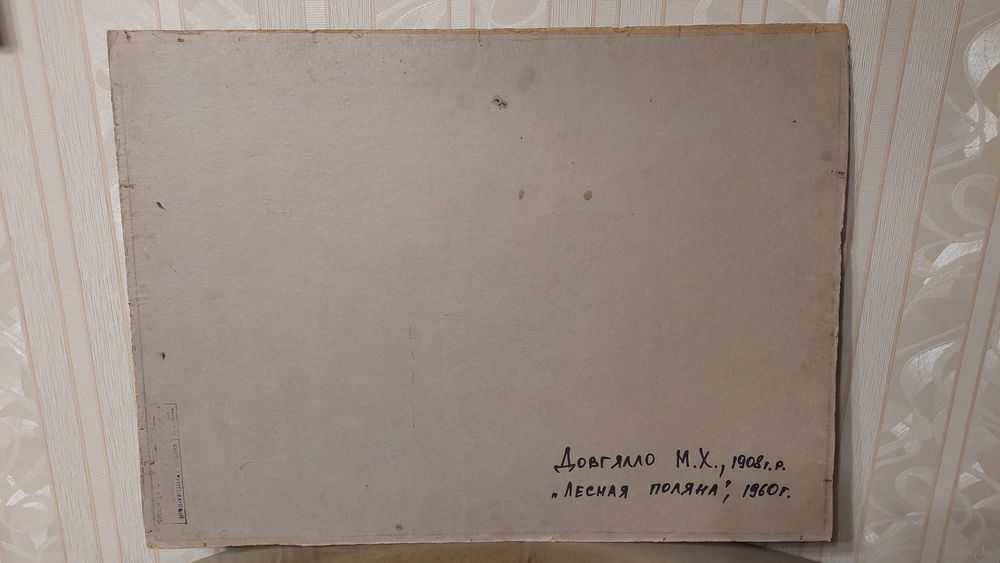 Довгялло М.Х., 1908г.р.
„Лесная поляна", 1960г.